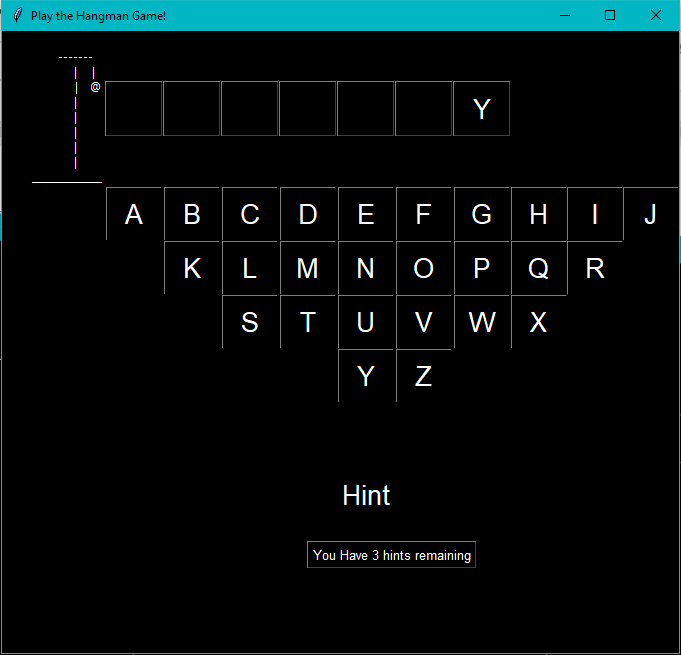 Play the Hangman Game!
-------
| |
| @
|
|
|
|
|
Y
A B C D E F G H I J
K L M N O P Q R
S T U V W X
Y Z
Hint
You Have 3 hints remaining